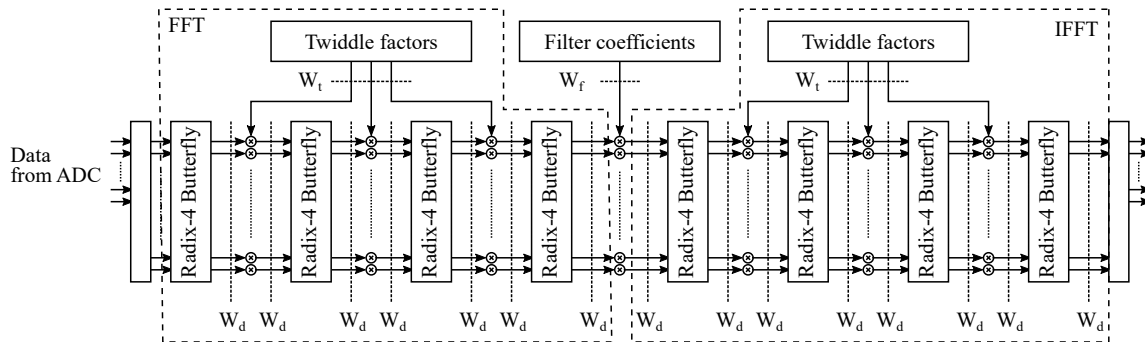 FFT
IFFT
Twiddle factors
Filter coefficients
Twiddle factors
W_t
W_f
W_t
Data
from ADC
Radix-4 Butterfly
Radix-4 Butterfly
Radix-4 Butterfly
Radix-4 Butterfly
Radix-4 Butterfly
Radix-4 Butterfly
Radix-4 Butterfly
Radix-4 Butterfly
W_d W_d W_d W_d W_d W_d W_d W_d W_d W_d W_d W_d W_d W_d W_d